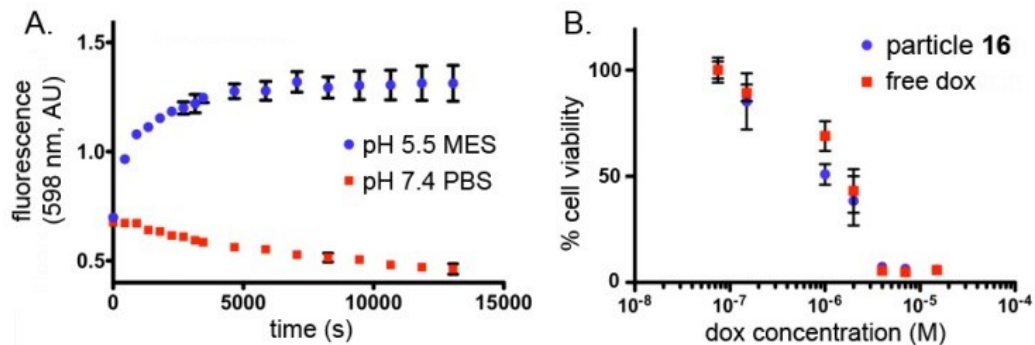 A.
1.5
1.0
0.5
fluorescence
(598 nm, AU)
pH 5.5 MES
pH 7.4 PBS
0 5000 10000 15000
time (s)
B.
100
50
0
% cell viability
particle 16
free dox
10-8 10-7 10-6 10-5 10-4
dox concentration (M)